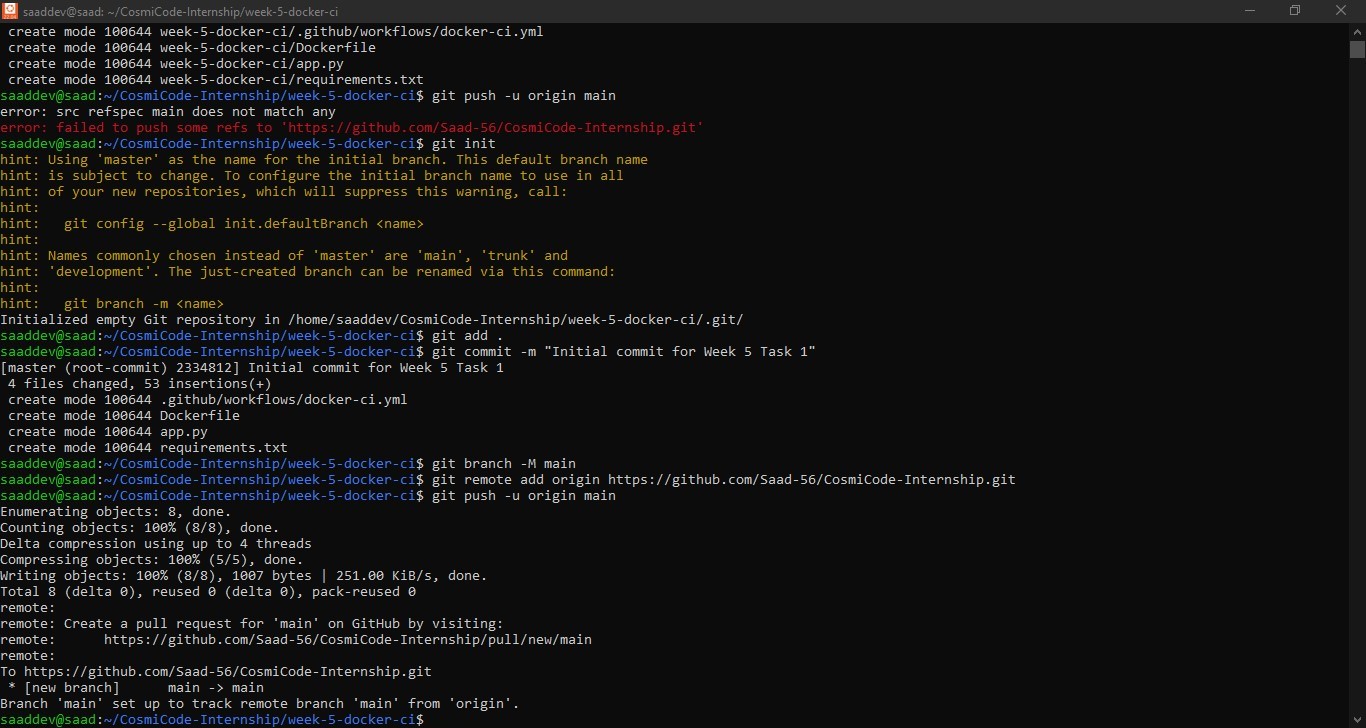 saaddev@saad: ~/CosmiCode-Internship/week-5-docker-ci
 create mode 100644 week-5-docker-ci/.github/workflows/docker-ci.yml
 create mode 100644 week-5-docker-ci/Dockerfile
 create mode 100644 week-5-docker-ci/app.py
 create mode 100644 week-5-docker-ci/requirements.txt
saaddev@saad:~/CosmiCode-Internship/week-5-docker-ci$ git push -u origin main
error: src refspec main does not match any
error: failed to push some refs to 'https://github.com/Saad-56/CosmiCode-Internship.git'
saaddev@saad:~/CosmiCode-Internship/week-5-docker-ci$ git init
hint: Using 'master' as the name for the initial branch. This default branch name
hint: is subject to change. To configure the initial branch name to use in all
hint: of your new repositories, which will suppress this warning, call:
hint:
hint:   git config --global init.defaultBranch <name>
hint:
hint: Names commonly chosen instead of 'master' are 'main', 'trunk' and
hint: 'development'. The just-created branch can be renamed via this command:
hint:
hint:   git branch -m <name>
Initialized empty Git repository in /home/saaddev/CosmiCode-Internship/week-5-docker-ci/.git/
saaddev@saad:~/CosmiCode-Internship/week-5-docker-ci$ git add .
saaddev@saad:~/CosmiCode-Internship/week-5-docker-ci$ git commit -m "Initial commit for Week 5 Task 1"
[master (root-commit) 2334812] Initial commit for Week 5 Task 1
 4 files changed, 53 insertions(+)
 create mode 100644 .github/workflows/docker-ci.yml
 create mode 100644 Dockerfile
 create mode 100644 app.py
 create mode 100644 requirements.txt
saaddev@saad:~/CosmiCode-Internship/week-5-docker-ci$ git branch -M main
saaddev@saad:~/CosmiCode-Internship/week-5-docker-ci$ git remote add origin https://github.com/Saad-56/CosmiCode-Internship.git
saaddev@saad:~/CosmiCode-Internship/week-5-docker-ci$ git push -u origin main
Enumerating objects: 8, done.
Counting objects: 100% (8/8), done.
Delta compression using up to 4 threads
Compressing objects: 100% (5/5), done.
Writing objects: 100% (8/8), 1007 bytes | 251.00 KiB/s, done.
Total 8 (delta 0), reused 0 (delta 0), pack-reused 0
remote:
remote: Create a pull request for 'main' on GitHub by visiting:
remote:      https://github.com/Saad-56/CosmiCode-Internship/pull/new/main
remote:
To https://github.com/Saad-56/CosmiCode-Internship.git
 * [new branch]      main -> main
Branch 'main' set up to track remote branch 'main' from 'origin'.
saaddev@saad:~/CosmiCode-Internship/week-5-docker-ci$